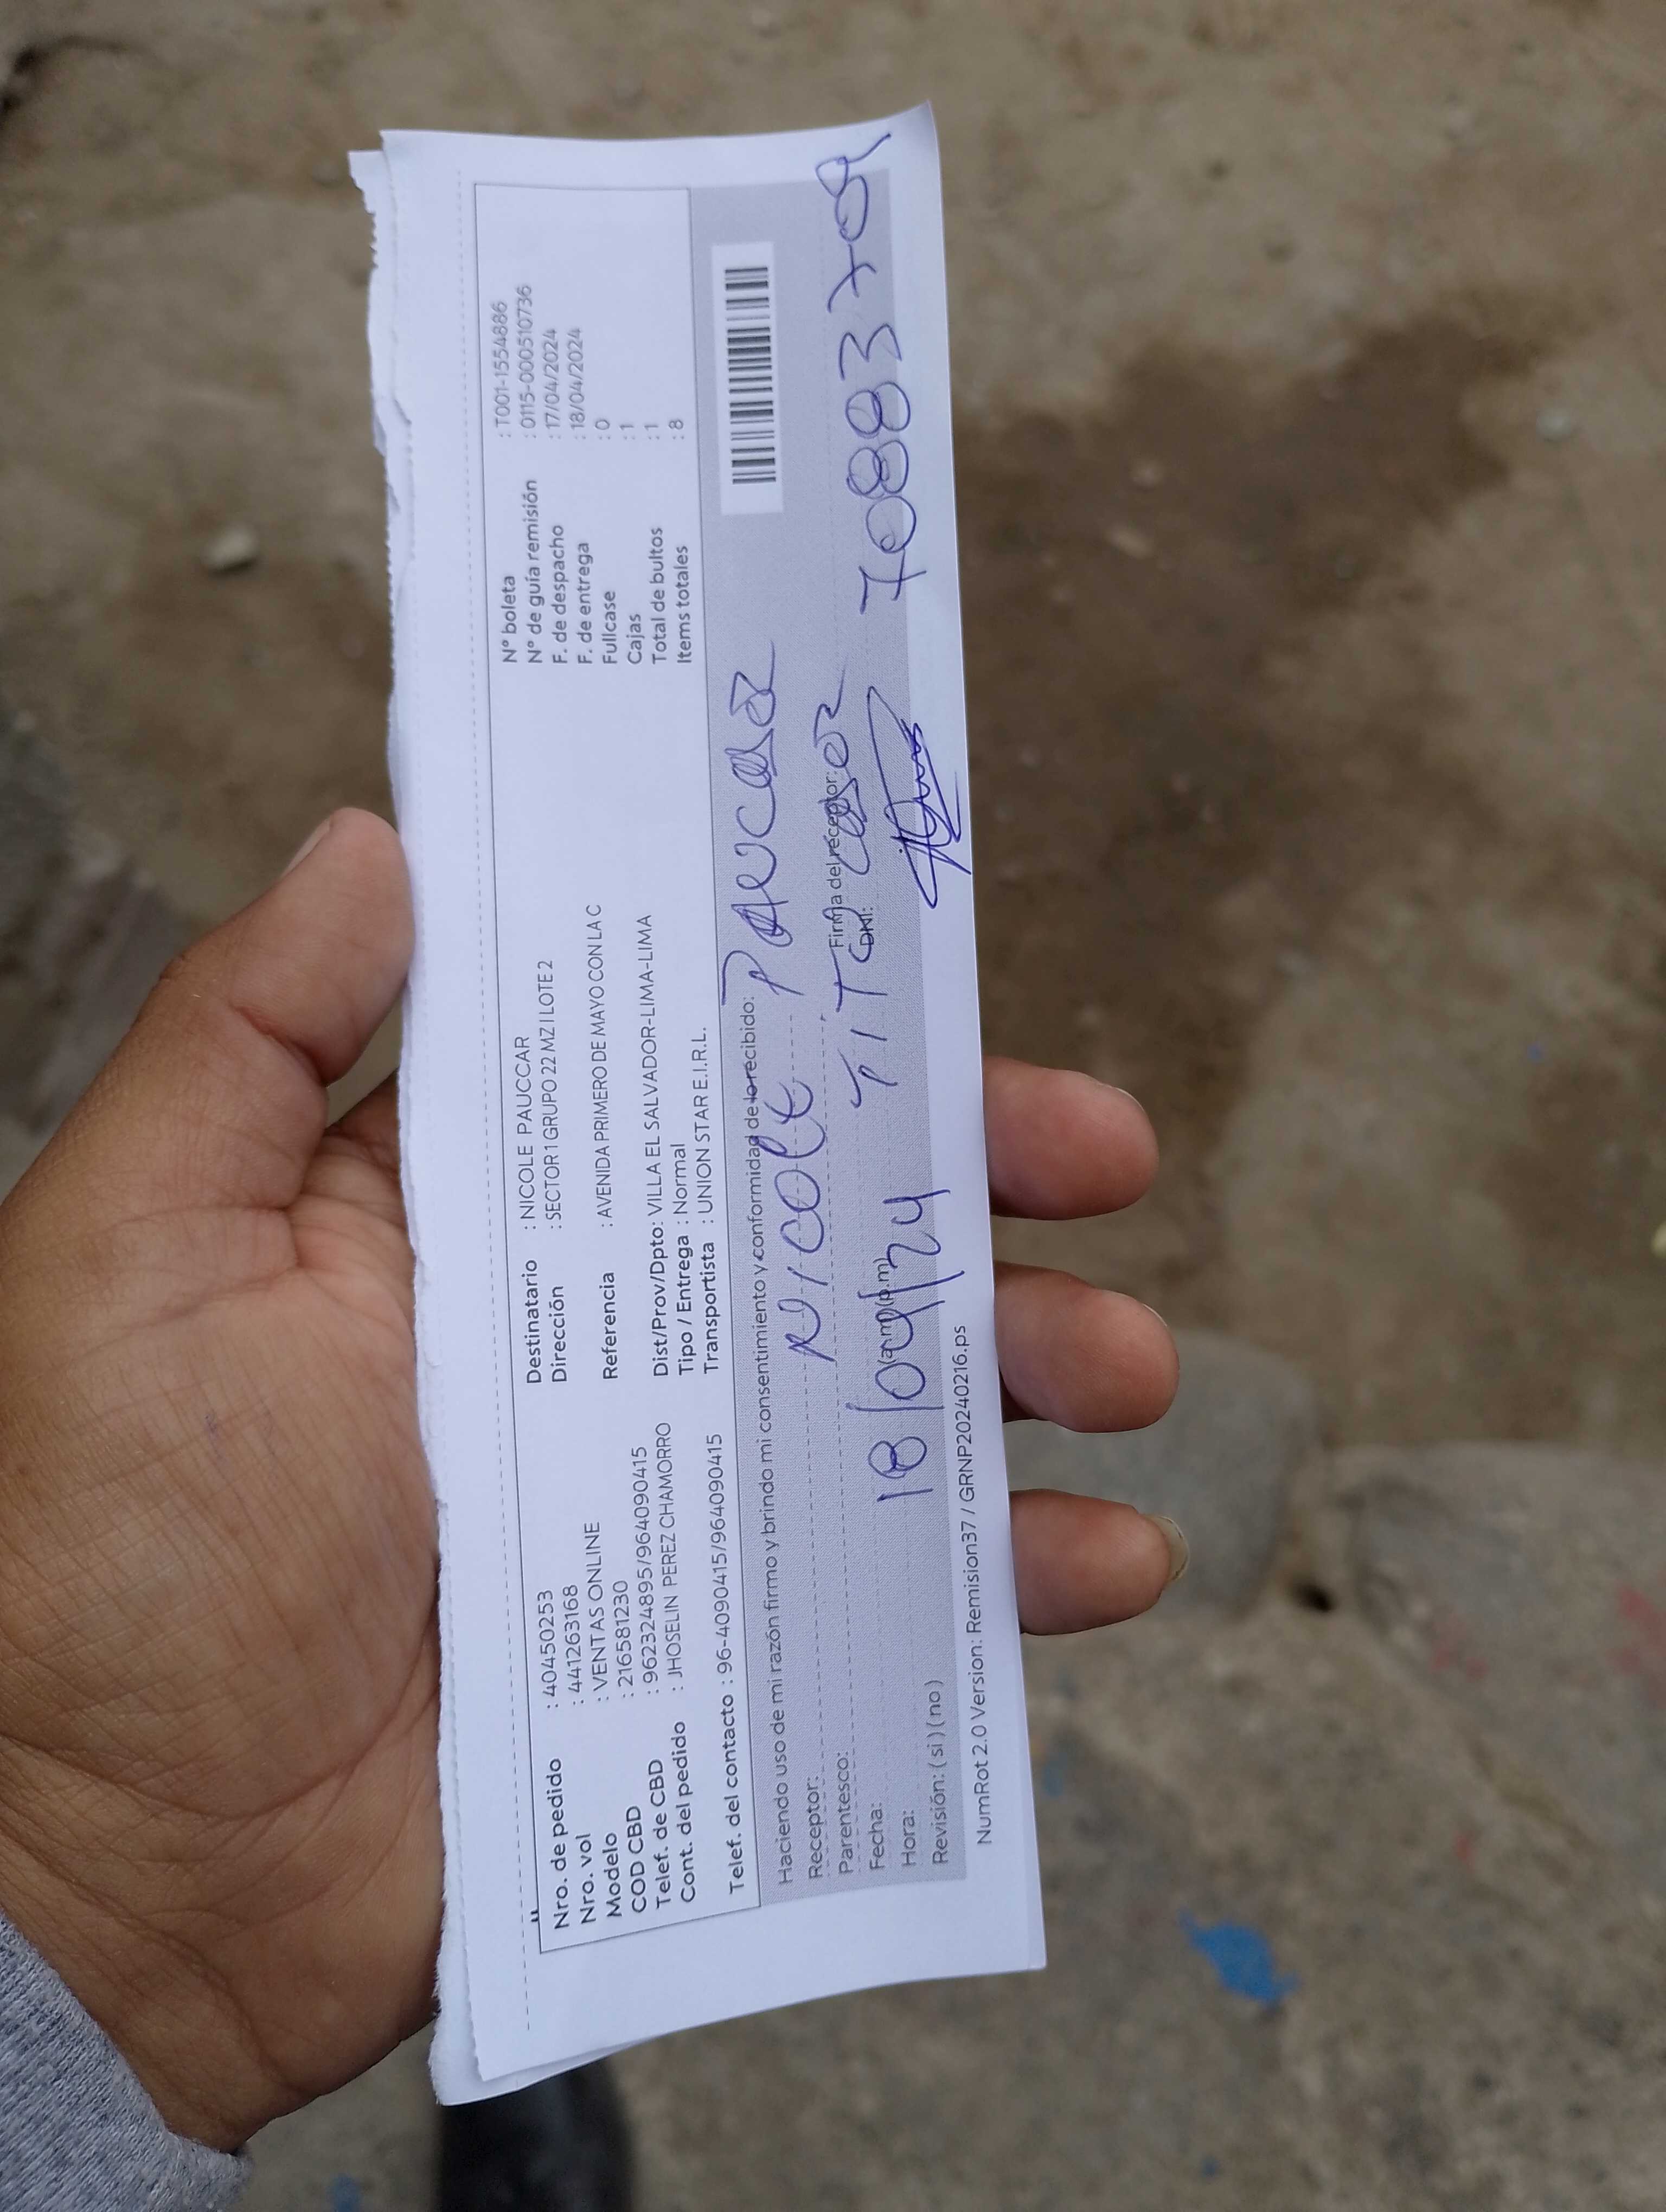 Nro. de pedido : 40450253
Nro. vol : 441263168
Modelo : VENTAS ONLINE
COD CBD : 216581230
Telef. de CBD : 962324895/964090415
Cont. del pedido : JHOSELIN PEREZ CHAMORRO
Telef. del contacto : 96-4090415/964090415
Destinatario : NICOLE PAUCCAR
Dirección : SECTOR 1 GRUPO 22 MZ I LOTE 2
Referencia : AVENIDA PRIMERO DE MAYO CON LA C
Dist/Prov/Dpto: VILLA EL SALVADOR-LIMA-LIMA
Tipo / Entrega : Normal
Transportista : UNION STAR E.I.R.L.
N° boleta : T001-1554886
N° de guía remisión : 0115-000510736
F. de despacho : 17/04/2024
F. de entrega : 18/04/2024
Fullcase : 0
Cajas : 1
Total de bultos : 1
Items totales : 8
Haciendo uso de mi razón firmo y brindo mi consentimiento y conformidad de lo recibido:
Receptor: Nicole Paucar
Parentesco: TITO
Fecha: 18/04/24
Firma del receptor:
DNI:
Hora: (a.m) (p.m)
Revisión: ( si ) ( no )
NumRot 2.0 Version: Remision37 / GRNP20240216.ps